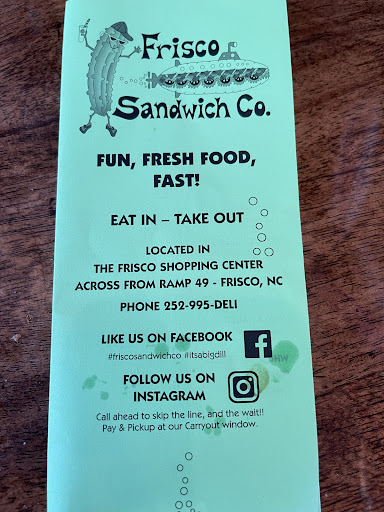 Frisco
Sandwich Co.
FUN, FRESH FOOD,
FAST!
EAT IN – TAKE OUT
LOCATED IN
THE FRISCO SHOPPING CENTER
ACROSS FROM RAMP 49 - FRISCO, NC
PHONE 252-995-DELI
LIKE US ON FACEBOOK
#friscosandwichco #itsabigdill
FOLLOW US ON
INSTAGRAM
Call ahead to skip the line, and the wait!!
Pay & Pickup at our Carryout window.